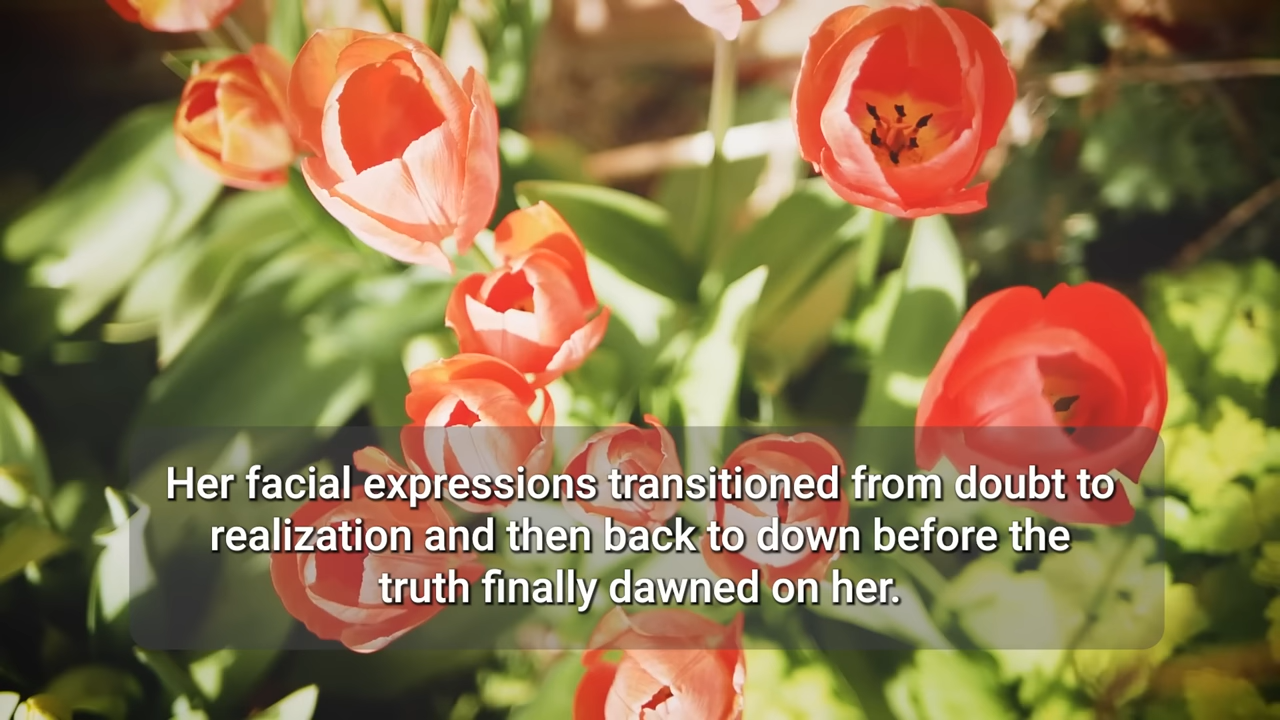 Her facial expressions transitioned from doubt to
realization and then back to down before the
truth finally dawned on her.